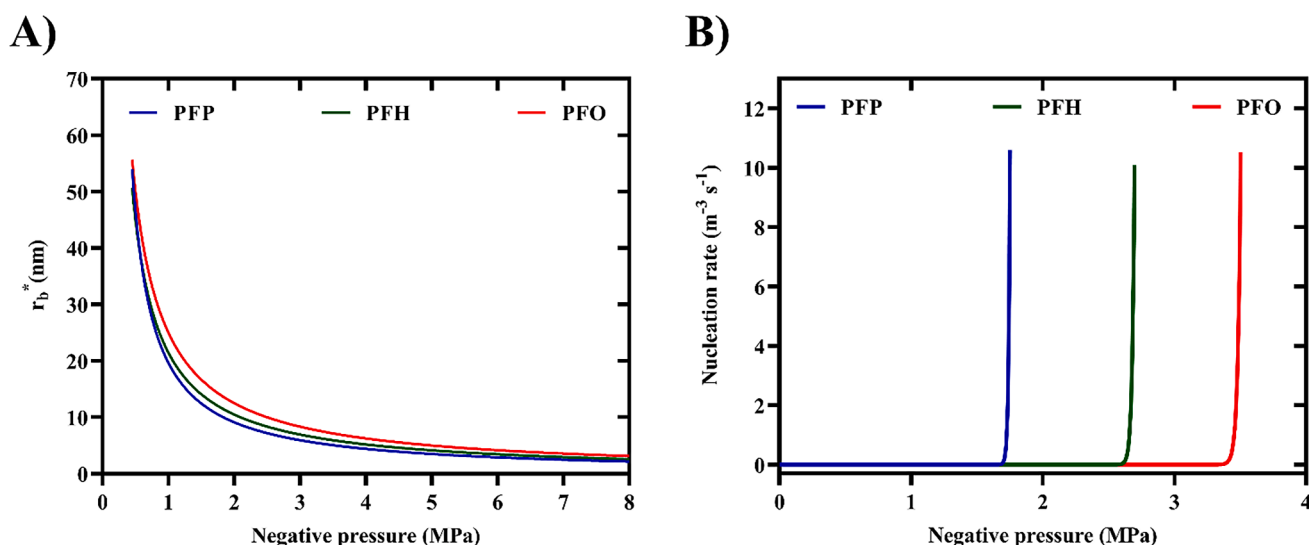 A)
70
60
50
40
30
20
10
0
r_b^* (nm)
PFP PFH PFO
0 1 2 3 4 5 6 7 8
Negative pressure (MPa)
B)
12
10
8
6
4
2
0
Nucleation rate (m⁻³ s⁻¹)
PFP PFH PFO
0 1 2 3 4
Negative pressure (MPa)